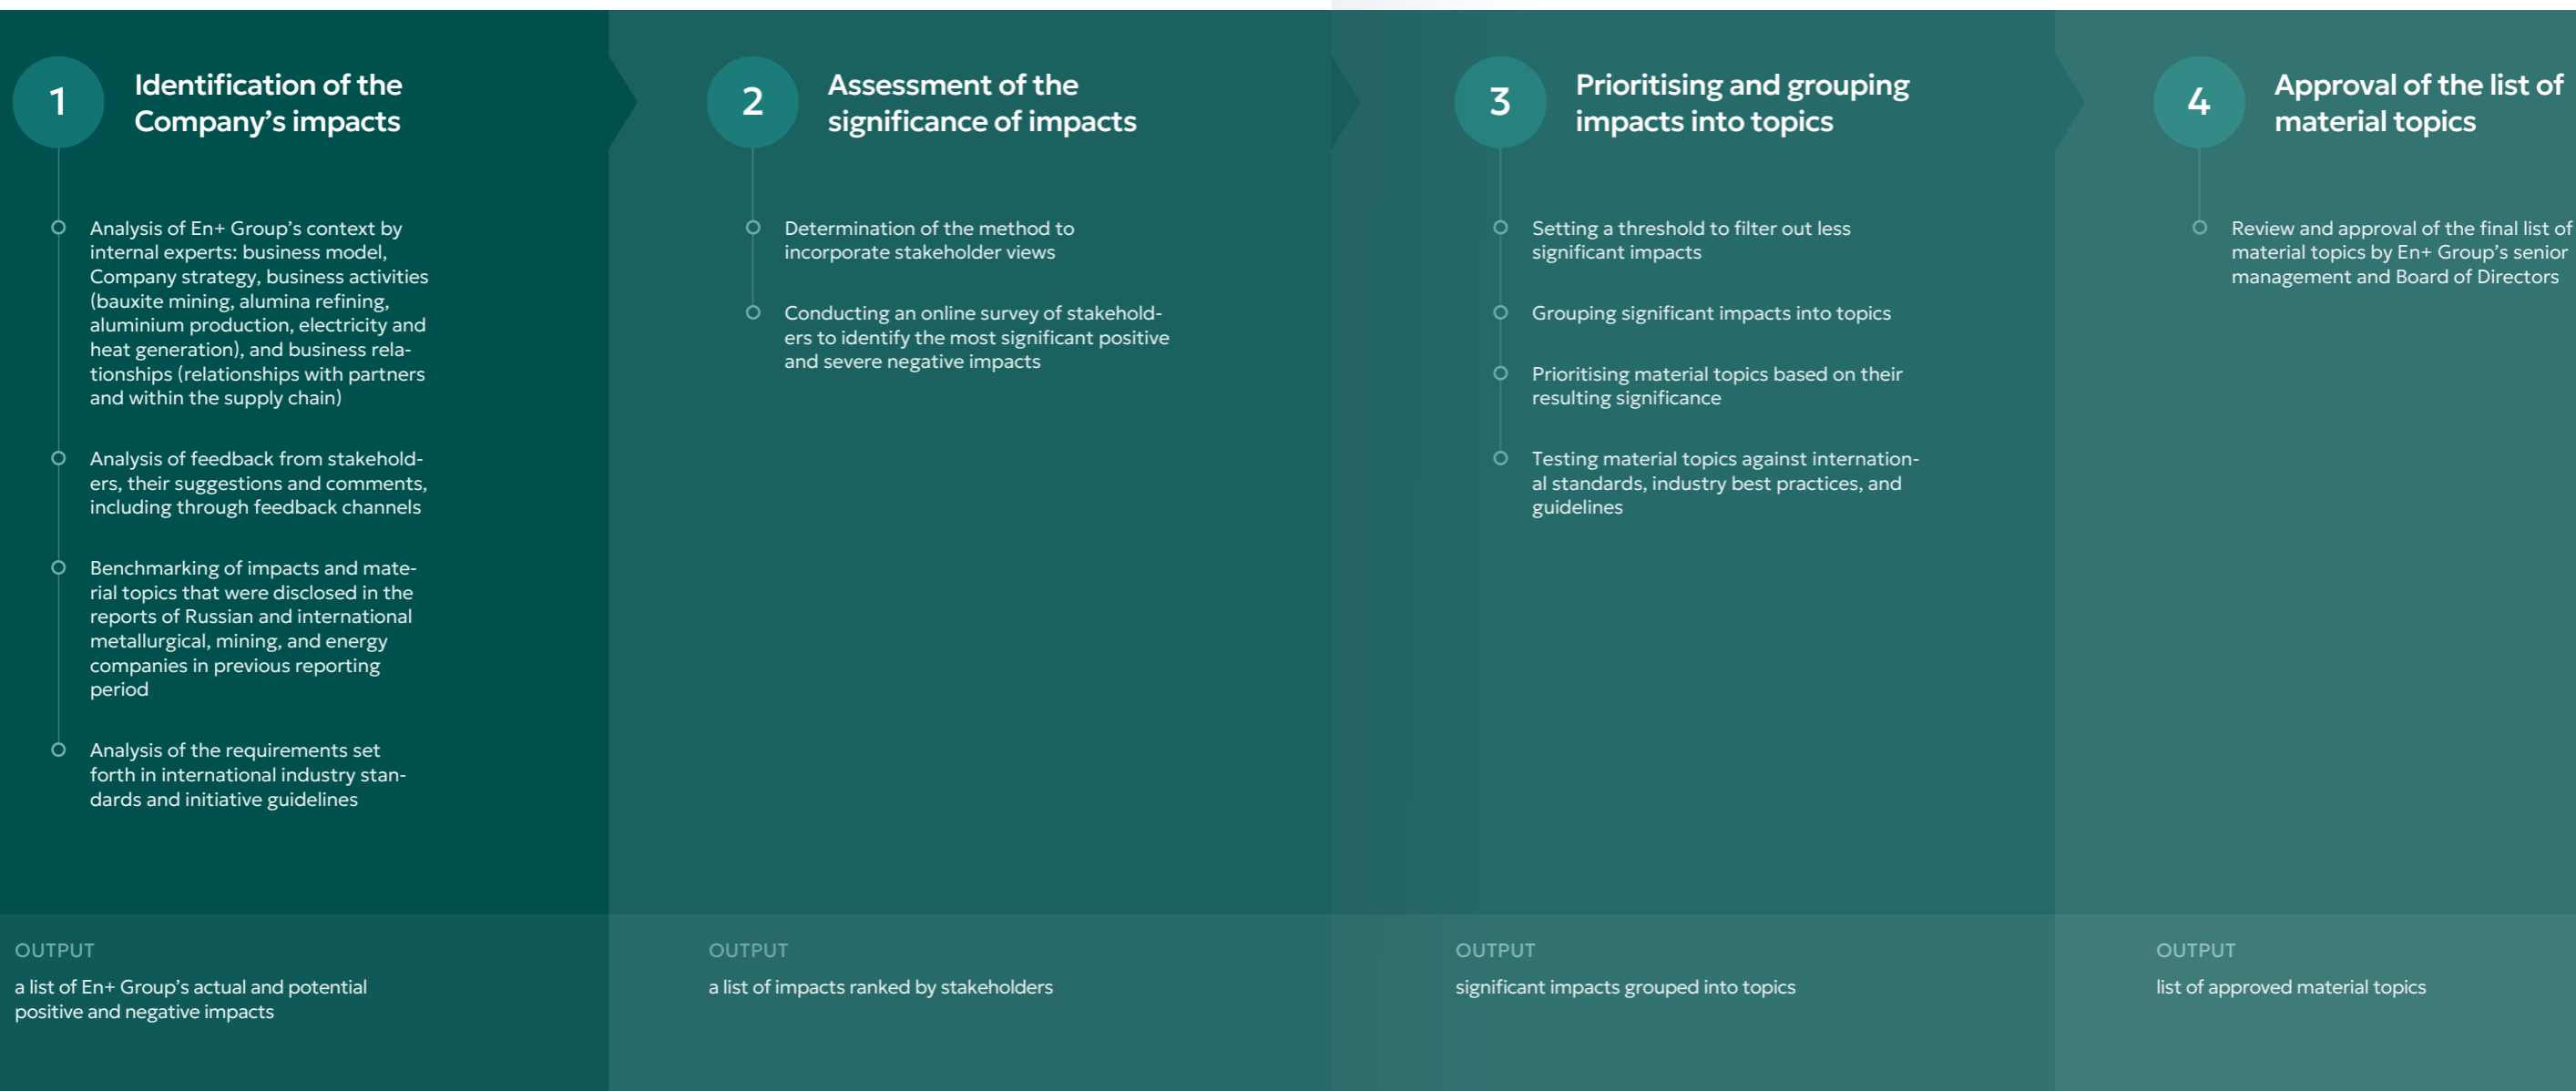 1
Identification of the
Company’s impacts
Analysis of En+ Group’s context by
internal experts: business model,
Company strategy, business activities
(bauxite mining, alumina refining,
aluminium production, electricity and
heat generation), and business rela-
tionships (relationships with partners
and within the supply chain)
Analysis of feedback from stakehold-
ers, their suggestions and comments,
including through feedback channels
Benchmarking of impacts and mate-
rial topics that were disclosed in the
reports of Russian and international
metallurgical, mining, and energy
companies in previous reporting
period
Analysis of the requirements set
forth in international industry stan-
dards and initiative guidelines
OUTPUT
a list of En+ Group’s actual and potential
positive and negative impacts
2
Assessment of the
significance of impacts
Determination of the method to
incorporate stakeholder views
Conducting an online survey of stakehold-
ers to identify the most significant positive
and severe negative impacts
OUTPUT
a list of impacts ranked by stakeholders
3
Prioritising and grouping
impacts into topics
Setting a threshold to filter out less
significant impacts
Grouping significant impacts into topics
Prioritising material topics based on their
resulting significance
Testing material topics against internation-
al standards, industry best practices, and
guidelines
OUTPUT
significant impacts grouped into topics
4
Approval of the list of
material topics
Review and approval of the final list of
material topics by En+ Group’s senior
management and Board of Directors
OUTPUT
list of approved material topics